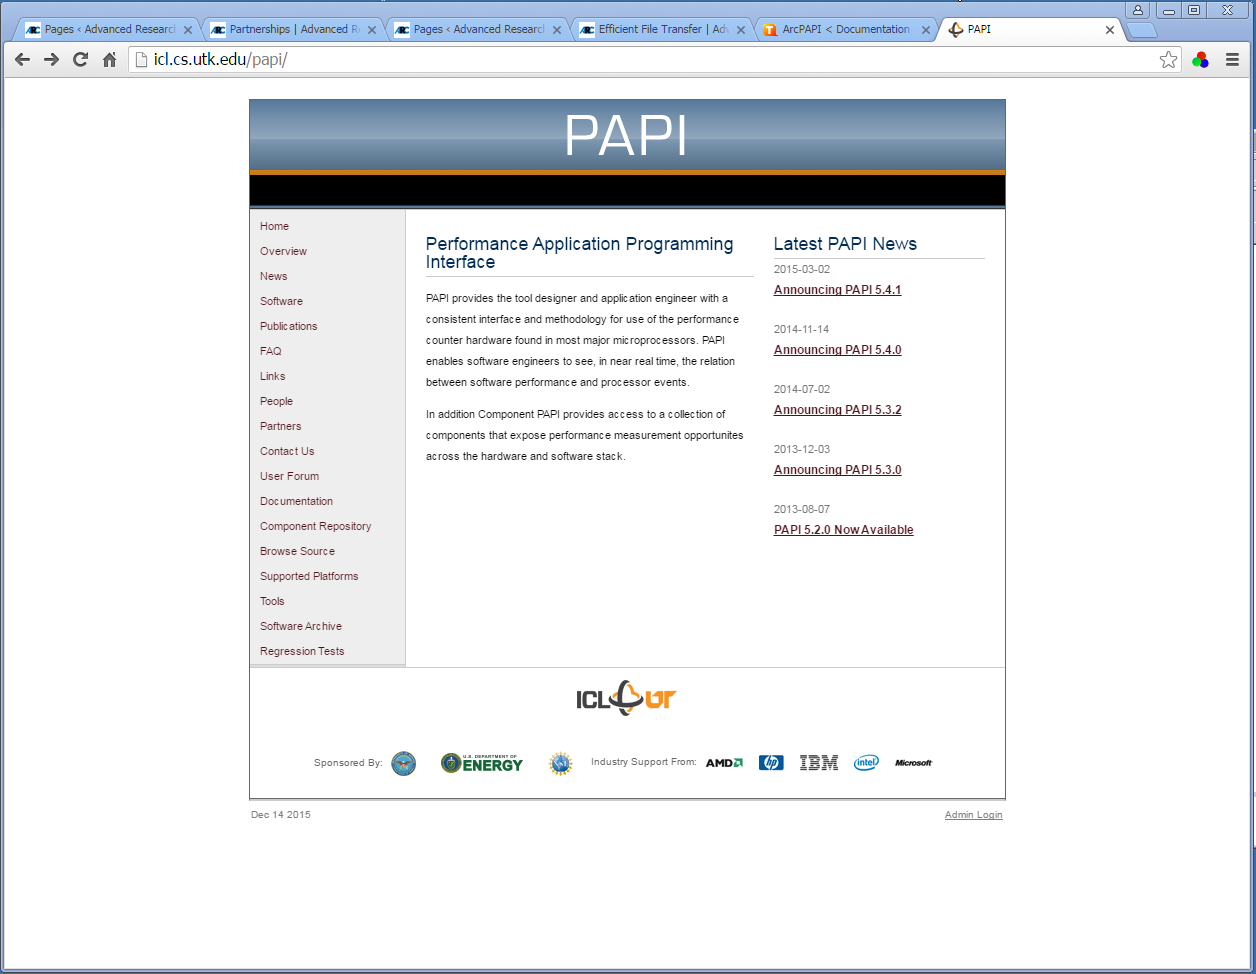 Pages ‹ Advanced Research
Partnerships | Advanced Re
Pages ‹ Advanced Research
Efficient File Transfer | Adv
ArcPAPI < Documentation
PAPI
icl.cs.utk.edu/papi/
PAPI
Home
Overview
News
Software
Publications
FAQ
Links
People
Partners
Contact Us
User Forum
Documentation
Component Repository
Browse Source
Supported Platforms
Tools
Software Archive
Regression Tests
Performance Application Programming
Interface
PAPI provides the tool designer and application engineer with a
consistent interface and methodology for use of the performance
counter hardware found in most major microprocessors. PAPI
enables software engineers to see, in near real time, the relation
between software performance and processor events.
In addition Component PAPI provides access to a collection of
components that expose performance measurement opportunites
across the hardware and software stack.
Latest PAPI News
2015-03-02
Announcing PAPI 5.4.1
2014-11-14
Announcing PAPI 5.4.0
2014-07-02
Announcing PAPI 5.3.2
2013-12-03
Announcing PAPI 5.3.0
2013-08-07
PAPI 5.2.0 Now Available
ICL UT
Sponsored By:
U.S. DEPARTMENT OF
ENERGY
Industry Support From:
AMD
hp
IBM
intel
Microsoft
Dec 14 2015
Admin Login